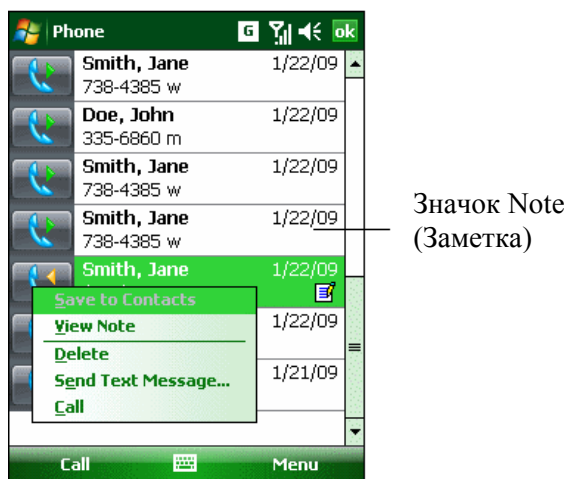 Phone G ok
Smith, Jane 1/22/09
738-4385 w
Doe, John 1/22/09
335-6860 m
Smith, Jane 1/22/09
738-4385 w
Smith, Jane 1/22/09
738-4385 w
Smith, Jane 1/22/09
Save to Contacts
View Note 1/22/09
Delete
Send Text Message... 1/21/09
Call
Call Menu
Значок Note
(Заметка)